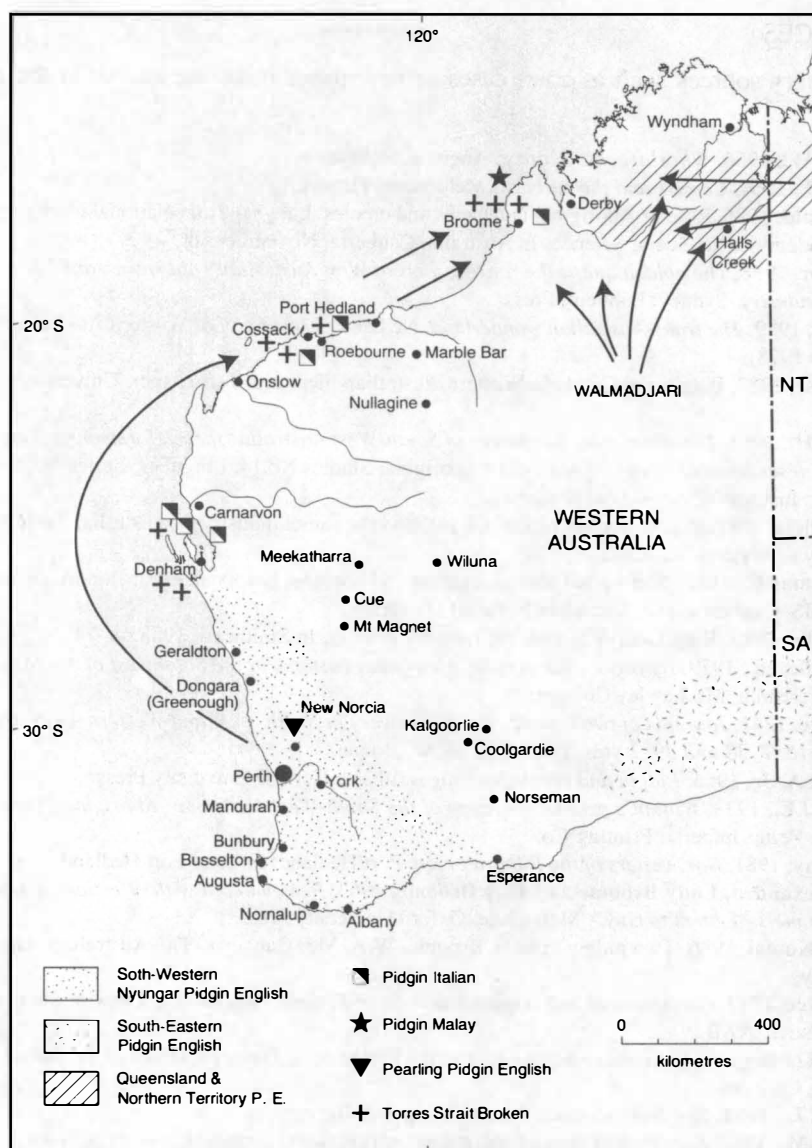 120°
Wyndham
Derby
Broome
Halls
Creek
Port Hedland
20° S
Cossack
Roebourne
Marble Bar
Onslow
Nullagine
WALMADJARI
NT
Carnarvon
WESTERN
AUSTRALIA
Meekatharra
Wiluna
Denham
Cue
Mt Magnet
Geraldton
SA
Dongara
(Greenough)
New Norcia
30° S
Kalgoorlie
Coolgardie
Perth
York
Mandurah
Norseman
Bunbury
Busselton
Augusta
Esperance
Nornalup
Albany
Soth-Western
Nyungar Pidgin English
South-Eastern
Pidgin English
Queensland &
Northern Territory P. E.
Pidgin Italian
Pidgin Malay
Pearling Pidgin English
Torres Strait Broken
0 400
kilometres